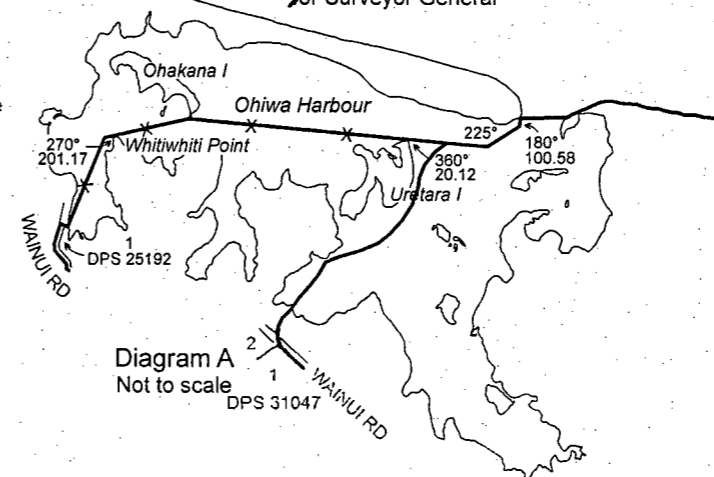 for Surveyor General
Ohakana I
Ohiwa Harbour
225°
270°
201.17
Whitiwhiti Point
180°
100.58
360°
20.12
Uretara I
WAINUI RD
1
DPS 25192
2
Diagram A
Not to scale
1
DPS 31047
WAINUI RD